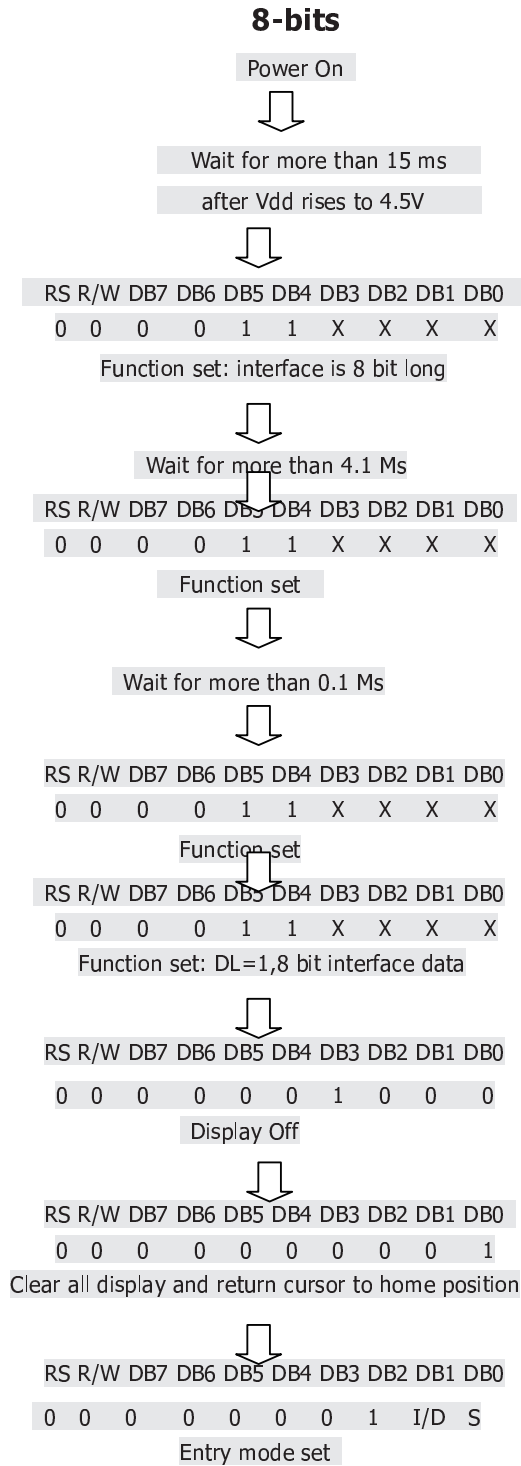 8-bits
Power On
Wait for more than 15 ms
after Vdd rises to 4.5V
RS R/W DB7 DB6 DB5 DB4 DB3 DB2 DB1 DB0
0 0 0 0 1 1 X X X X
Function set: interface is 8 bit long
Wait for more than 4.1 Ms
RS R/W DB7 DB6 DB5 DB4 DB3 DB2 DB1 DB0
0 0 0 0 1 1 X X X X
Function set
Wait for more than 0.1 Ms
RS R/W DB7 DB6 DB5 DB4 DB3 DB2 DB1 DB0
0 0 0 0 1 1 X X X X
Function set
RS R/W DB7 DB6 DB5 DB4 DB3 DB2 DB1 DB0
0 0 0 0 1 1 X X X X
Function set: DL=1,8 bit interface data
RS R/W DB7 DB6 DB5 DB4 DB3 DB2 DB1 DB0
0 0 0 0 0 0 1 0 0 0
Display Off
RS R/W DB7 DB6 DB5 DB4 DB3 DB2 DB1 DB0
0 0 0 0 0 0 0 0 0 1
Clear all display and return cursor to home position
RS R/W DB7 DB6 DB5 DB4 DB3 DB2 DB1 DB0
0 0 0 0 0 0 0 1 I/D S
Entry mode set